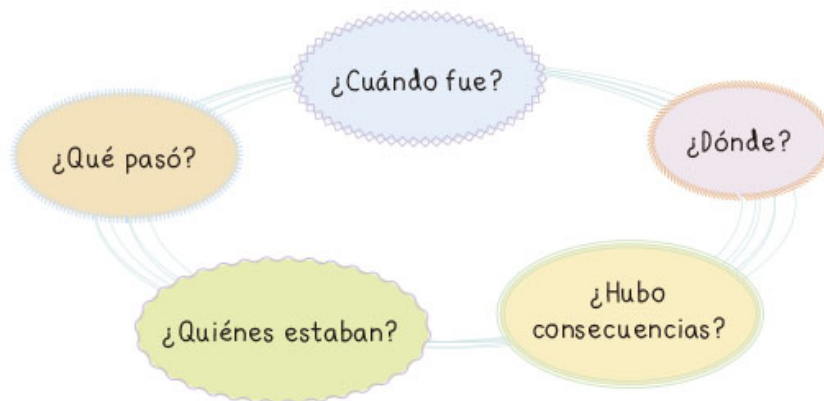 ¿Cuándo fue?
¿Dónde?
¿Qué pasó?
¿Hubo
consecuencias?
¿Quiénes estaban?